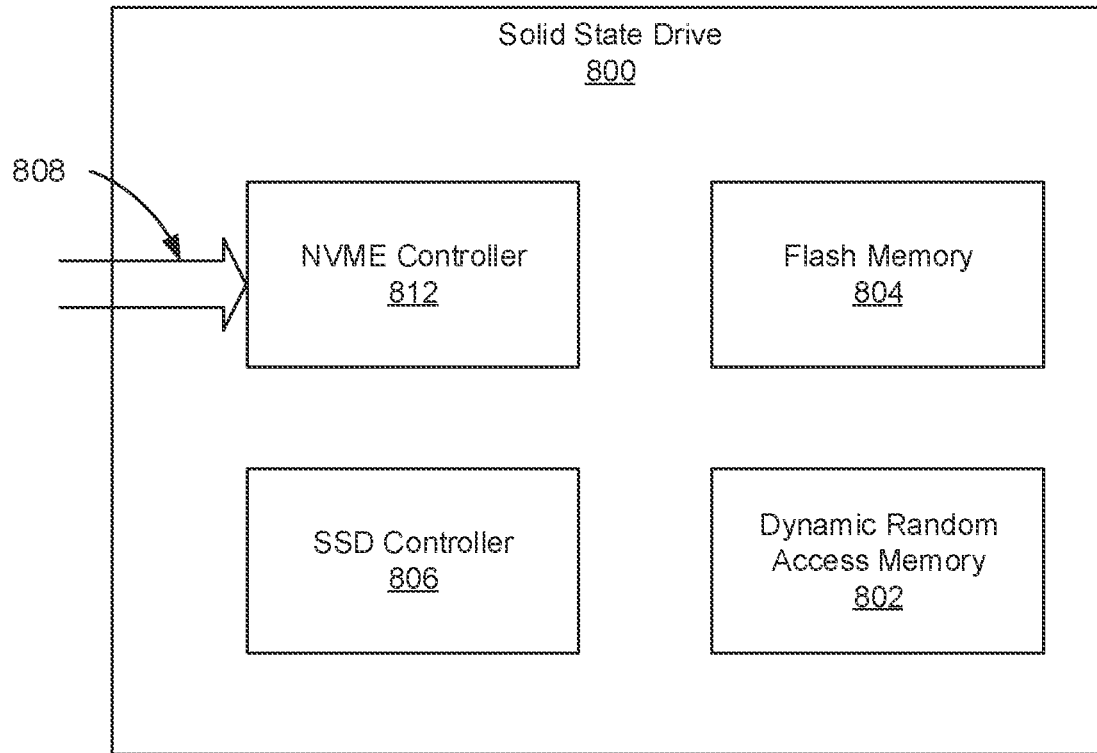 Solid State Drive
800
808
NVME Controller
812
Flash Memory
804
SSD Controller
806
Dynamic Random
Access Memory
802